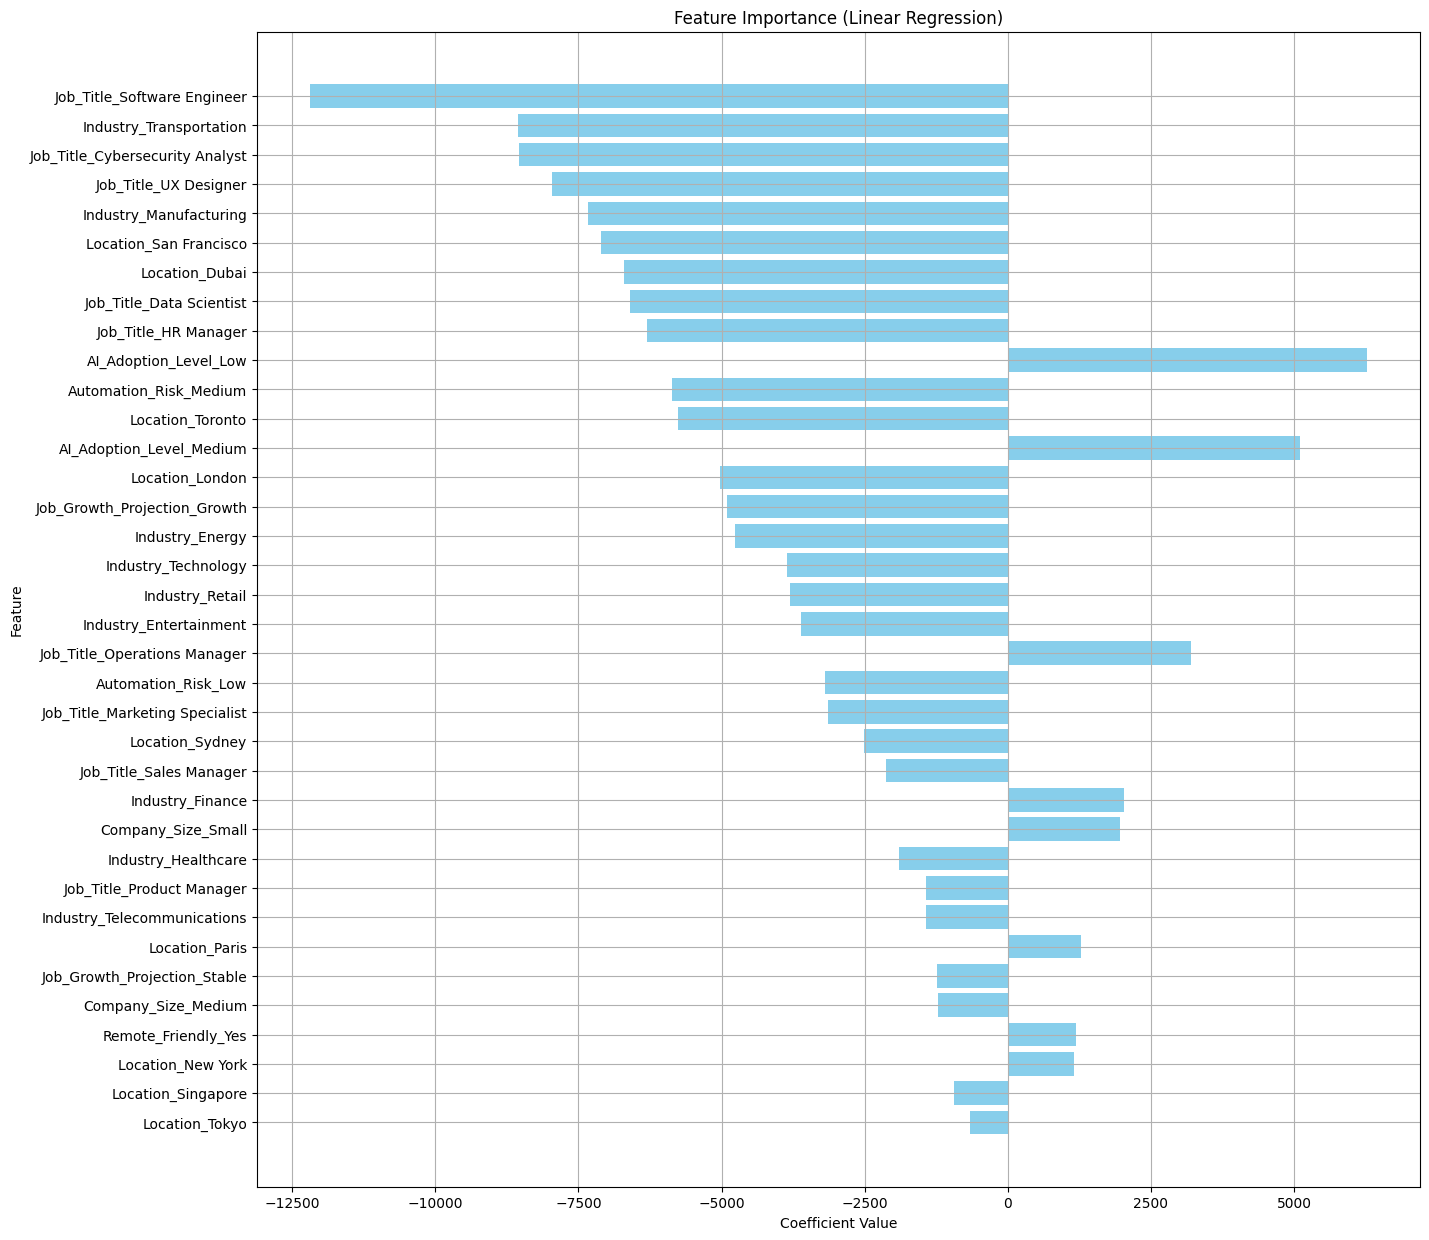 Feature Importance (Linear Regression)
Job_Title_Software Engineer
Industry_Transportation
Job_Title_Cybersecurity Analyst
Job_Title_UX Designer
Industry_Manufacturing
Location_San Francisco
Location_Dubai
Job_Title_Data Scientist
Job_Title_HR Manager
AI_Adoption_Level_Low
Automation_Risk_Medium
Location_Toronto
AI_Adoption_Level_Medium
Location_London
Job_Growth_Projection_Growth
Industry_Energy
Industry_Technology
Industry_Retail
Industry_Entertainment
Job_Title_Operations Manager
Automation_Risk_Low
Job_Title_Marketing Specialist
Location_Sydney
Job_Title_Sales Manager
Industry_Finance
Company_Size_Small
Industry_Healthcare
Job_Title_Product Manager
Industry_Telecommunications
Location_Paris
Job_Growth_Projection_Stable
Company_Size_Medium
Remote_Friendly_Yes
Location_New York
Location_Singapore
Location_Tokyo
Feature
−12500 −10000 −7500 −5000 −2500 0 2500 5000
Coefficient Value